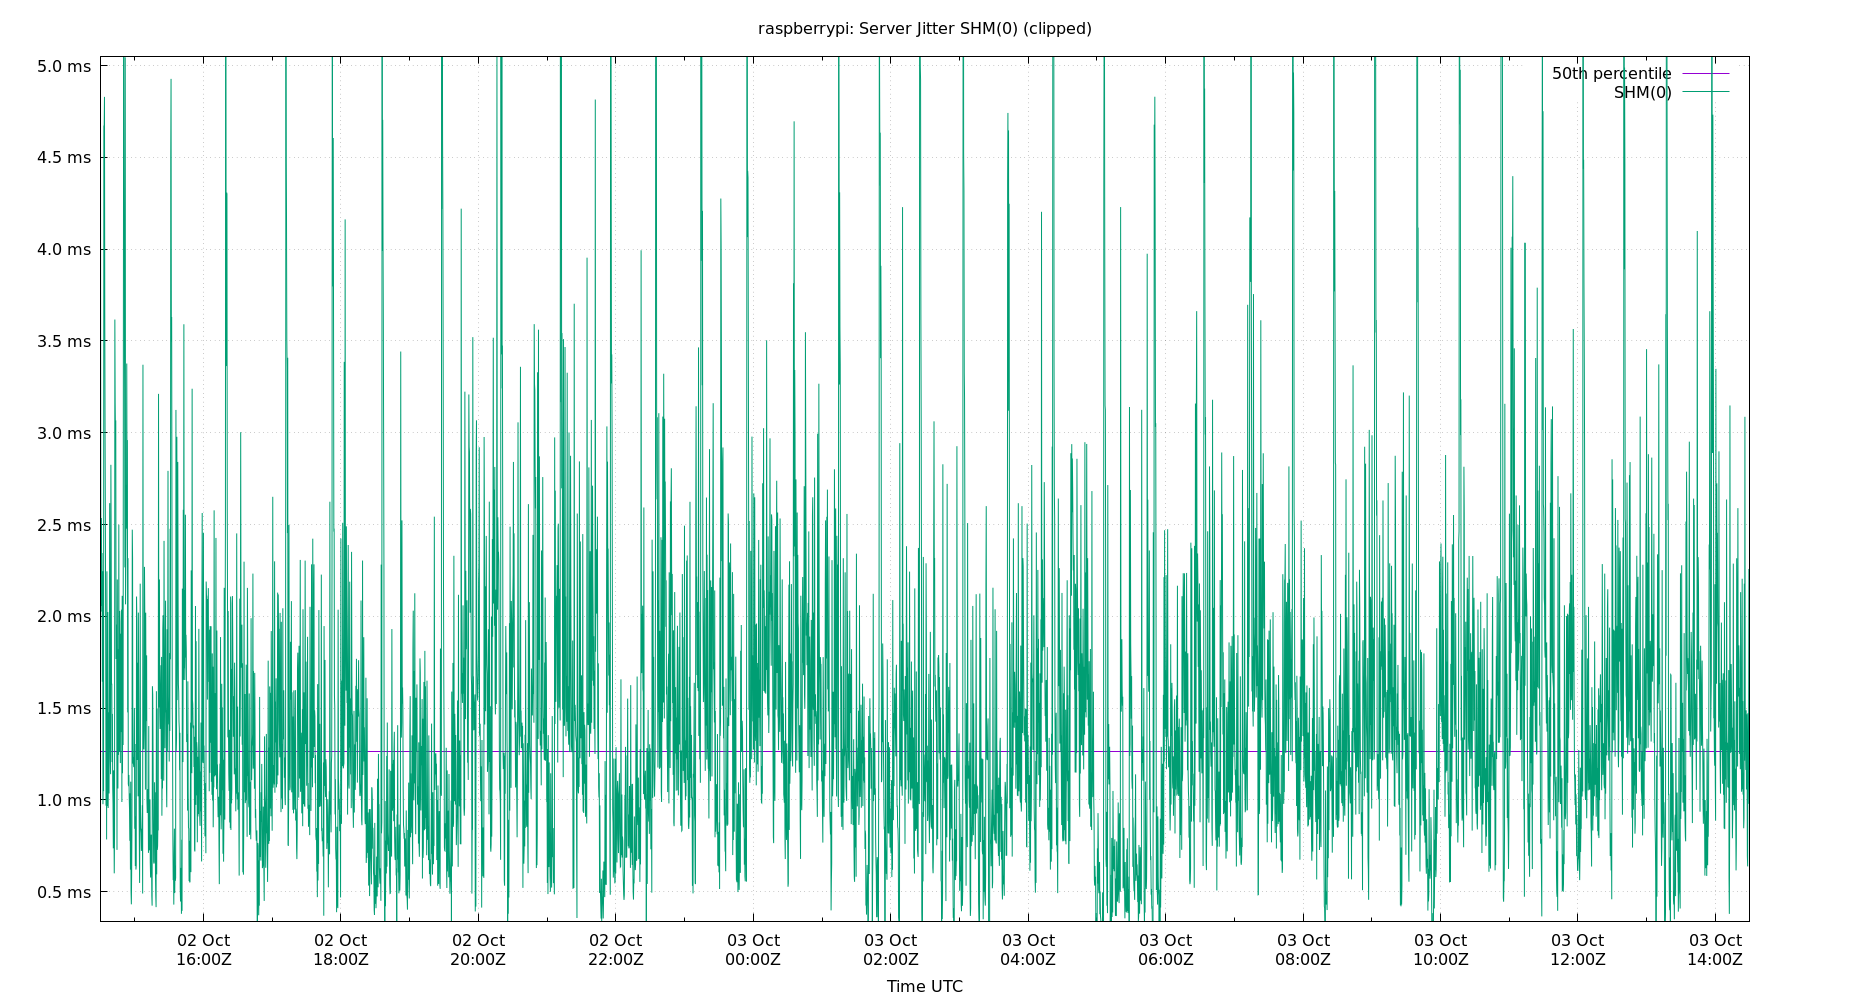 raspberrypi: Server Jitter SHM(0) (clipped)
5.0 ms
4.5 ms
4.0 ms
3.5 ms
3.0 ms
2.5 ms
2.0 ms
1.5 ms
1.0 ms
0.5 ms
50th percentile
SHM(0)
02 Oct 02 Oct 02 Oct 02 Oct 03 Oct 03 Oct 03 Oct 03 Oct 03 Oct 03 Oct 03 Oct 03 Oct
16:00Z 18:00Z 20:00Z 22:00Z 00:00Z 02:00Z 04:00Z 06:00Z 08:00Z 10:00Z 12:00Z 14:00Z
Time UTC